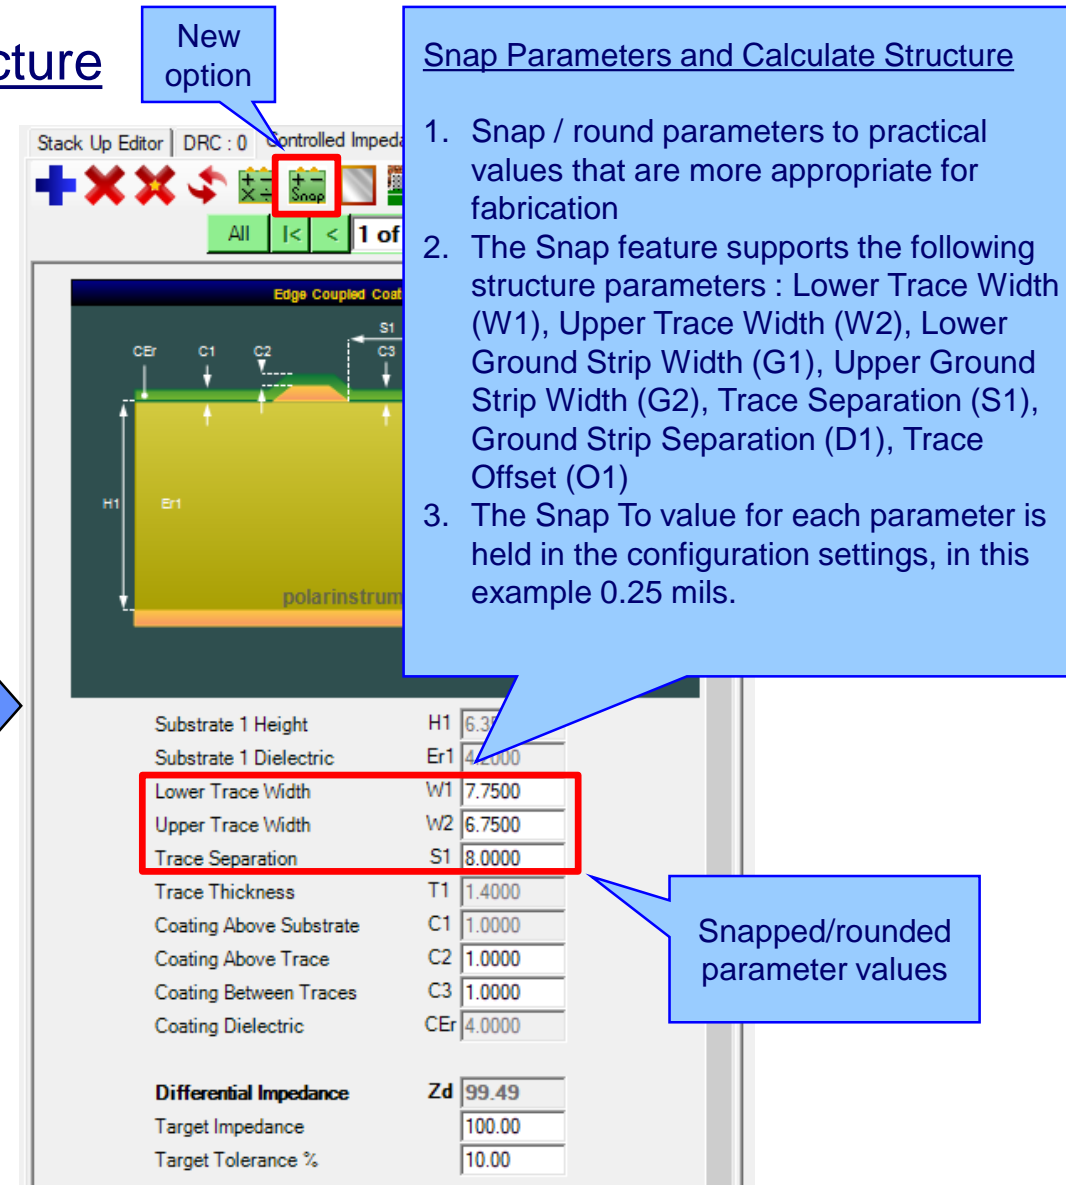 cture
New
option
Snap Parameters and Calculate Structure
1. Snap / round parameters to practical
values that are more appropriate for
fabrication
2. The Snap feature supports the following
structure parameters : Lower Trace Width
(W1), Upper Trace Width (W2), Lower
Ground Strip Width (G1), Upper Ground
Strip Width (G2), Trace Separation (S1),
Ground Strip Separation (D1), Trace
Offset (O1)
3. The Snap To value for each parameter is
held in the configuration settings, in this
example 0.25 mils.
Stack Up Editor DRC : 0 Controlled Imped
Snap
All |< < 1 of
Edge Coupled Coat
S1
CEr C1 C2 C3
H1 Er1
polarinstrum
Substrate 1 Height H1 6.3
Substrate 1 Dielectric Er1 4.2000
Lower Trace Width W1 7.7500
Upper Trace Width W2 6.7500
Trace Separation S1 8.0000
Trace Thickness T1 1.4000
Coating Above Substrate C1 1.0000
Coating Above Trace C2 1.0000
Coating Between Traces C3 1.0000
Coating Dielectric CEr 4.0000
Snapped/rounded
parameter values
Differential Impedance Zd 99.49
Target Impedance 100.00
Target Tolerance % 10.00